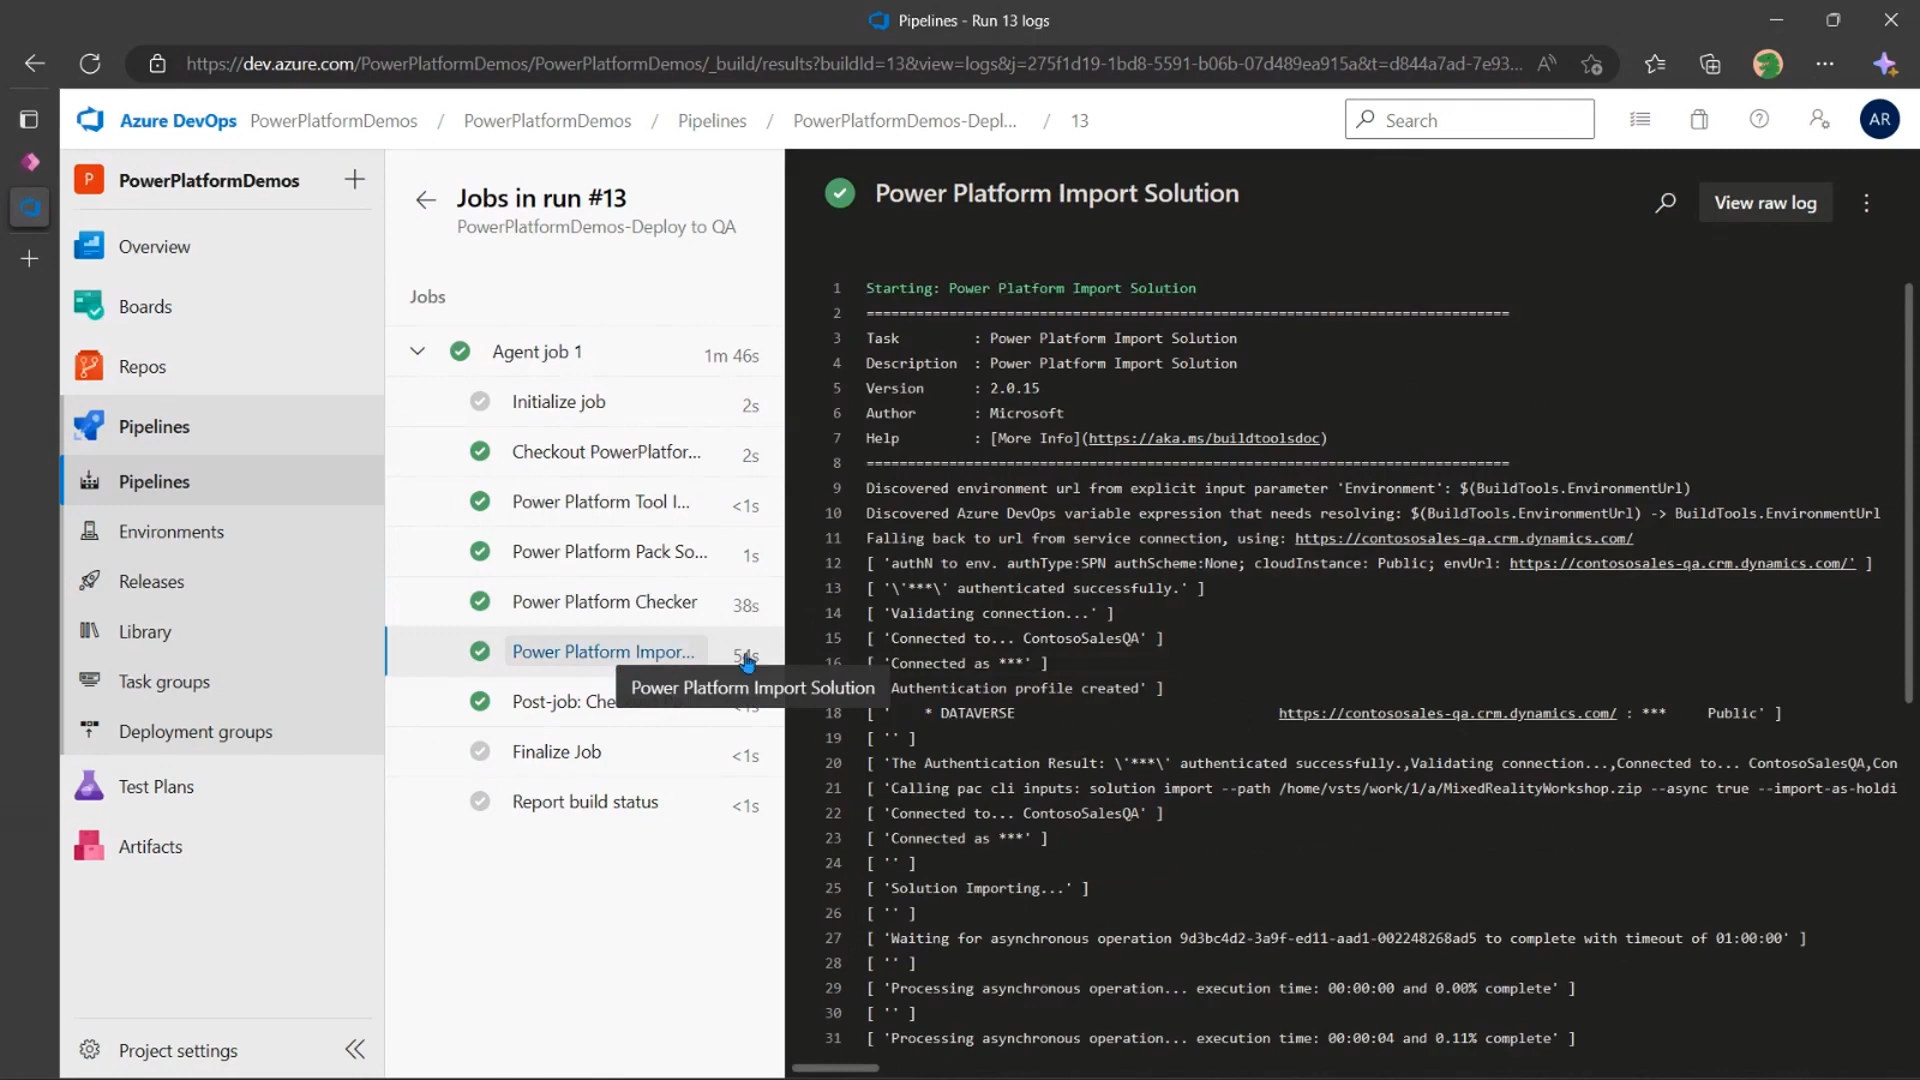 Pipelines - Run 13 logs
https://dev.azure.com/PowerPlatformDemos/PowerPlatformDemos/_build/results?buildId=13&view=logs&j=275f1d19-1bd8-5591-b06b-07d489ea915a&t=d844a7ad-7e93...
Azure DevOps PowerPlatformDemos / PowerPlatformDemos / Pipelines / PowerPlatformDemos-Depl... / 13
Search
AR
P PowerPlatformDemos
Overview
Boards
Repos
Pipelines
Pipelines
Environments
Releases
Library
Task groups
Deployment groups
Test Plans
Artifacts
Project settings
Jobs in run #13
PowerPlatformDemos-Deploy to QA
Jobs
Agent job 1 1m 46s
Initialize job 2s
Checkout PowerPlatfor... 2s
Power Platform Tool I... <1s
Power Platform Pack So... 1s
Power Platform Checker 38s
Power Platform Impor... 54s
Power Platform Import Solution
Post-job: Che <1s
Finalize Job <1s
Report build status <1s
Power Platform Import Solution
View raw log
1 Starting: Power Platform Import Solution
2 ==============================================================================
3 Task : Power Platform Import Solution
4 Description : Power Platform Import Solution
5 Version : 2.0.15
6 Author : Microsoft
7 Help : [More Info](https://aka.ms/buildtoolsdoc)
8 ==============================================================================
9 Discovered environment url from explicit input parameter 'Environment': $(BuildTools.EnvironmentUrl)
10 Discovered Azure DevOps variable expression that needs resolving: $(BuildTools.EnvironmentUrl) -> BuildTools.EnvironmentUrl
11 Falling back to url from service connection, using: https://contososales-qa.crm.dynamics.com/
12 [ 'authN to env. authType:SPN authScheme:None; cloudInstance: Public; envUrl: https://contososales-qa.crm.dynamics.com/' ]
13 [ '\'***\' authenticated successfully.' ]
14 [ 'Validating connection...' ]
15 [ 'Connected to... ContosoSalesQA' ]
16 [ 'Connected as ***' ]
Authentication profile created' ]
18 [ ' * DATAVERSE https://contososales-qa.crm.dynamics.com/ : *** Public' ]
19 [ '' ]
20 [ 'The Authentication Result: \'***\' authenticated successfully.,Validating connection...,Connected to... ContosoSalesQA,Con
21 [ 'Calling pac cli inputs: solution import --path /home/vsts/work/1/a/MixedRealityWorkshop.zip --async true --import-as-holdi
22 [ 'Connected to... ContosoSalesQA' ]
23 [ 'Connected as ***' ]
24 [ '' ]
25 [ 'Solution Importing...' ]
26 [ '' ]
27 [ 'Waiting for asynchronous operation 9d3bc4d2-3a9f-ed11-aad1-002248268ad5 to complete with timeout of 01:00:00' ]
28 [ '' ]
29 [ 'Processing asynchronous operation... execution time: 00:00:00 and 0.00% complete' ]
30 [ '' ]
31 [ 'Processing asynchronous operation... execution time: 00:00:04 and 0.11% complete' ]